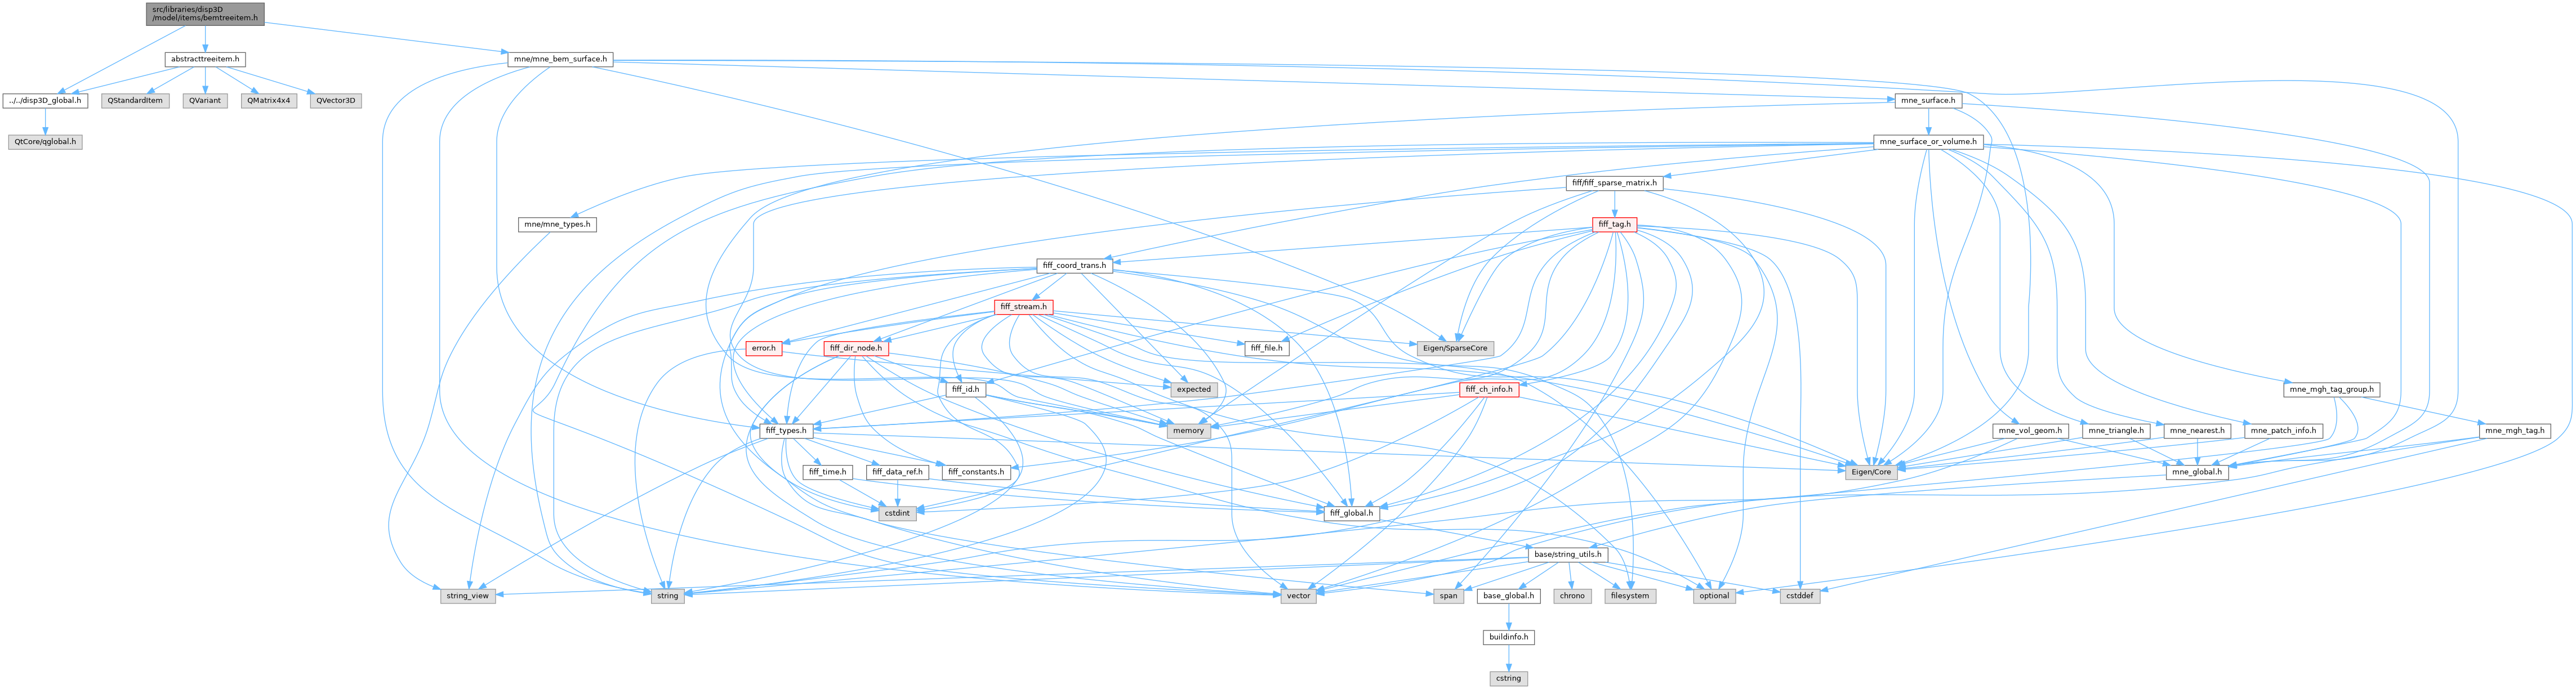 src/libraries/disp3D
/model/items/bemtreeitem.h
abstracttreeitem.h
mne/mne_bem_surface.h
../../disp3D_global.h
QStandardItem
QVariant
QMatrix4x4
QVector3D
mne_surface.h
QtCore/qglobal.h
mne_surface_or_volume.h
fiff/fiff_sparse_matrix.h
mne/mne_types.h
fiff_tag.h
fiff_coord_trans.h
fiff_stream.h
error.h
fiff_dir_node.h
fiff_file.h
Eigen/SparseCore
fiff_id.h
expected
fiff_ch_info.h
mne_mgh_tag_group.h
fiff_types.h
memory
mne_vol_geom.h
mne_triangle.h
mne_nearest.h
mne_patch_info.h
mne_mgh_tag.h
fiff_time.h
fiff_data_ref.h
fiff_constants.h
Eigen/Core
mne_global.h
cstdint
fiff_global.h
base/string_utils.h
string_view
string
vector
span
base_global.h
chrono
filesystem
optional
cstddef
buildinfo.h
cstring